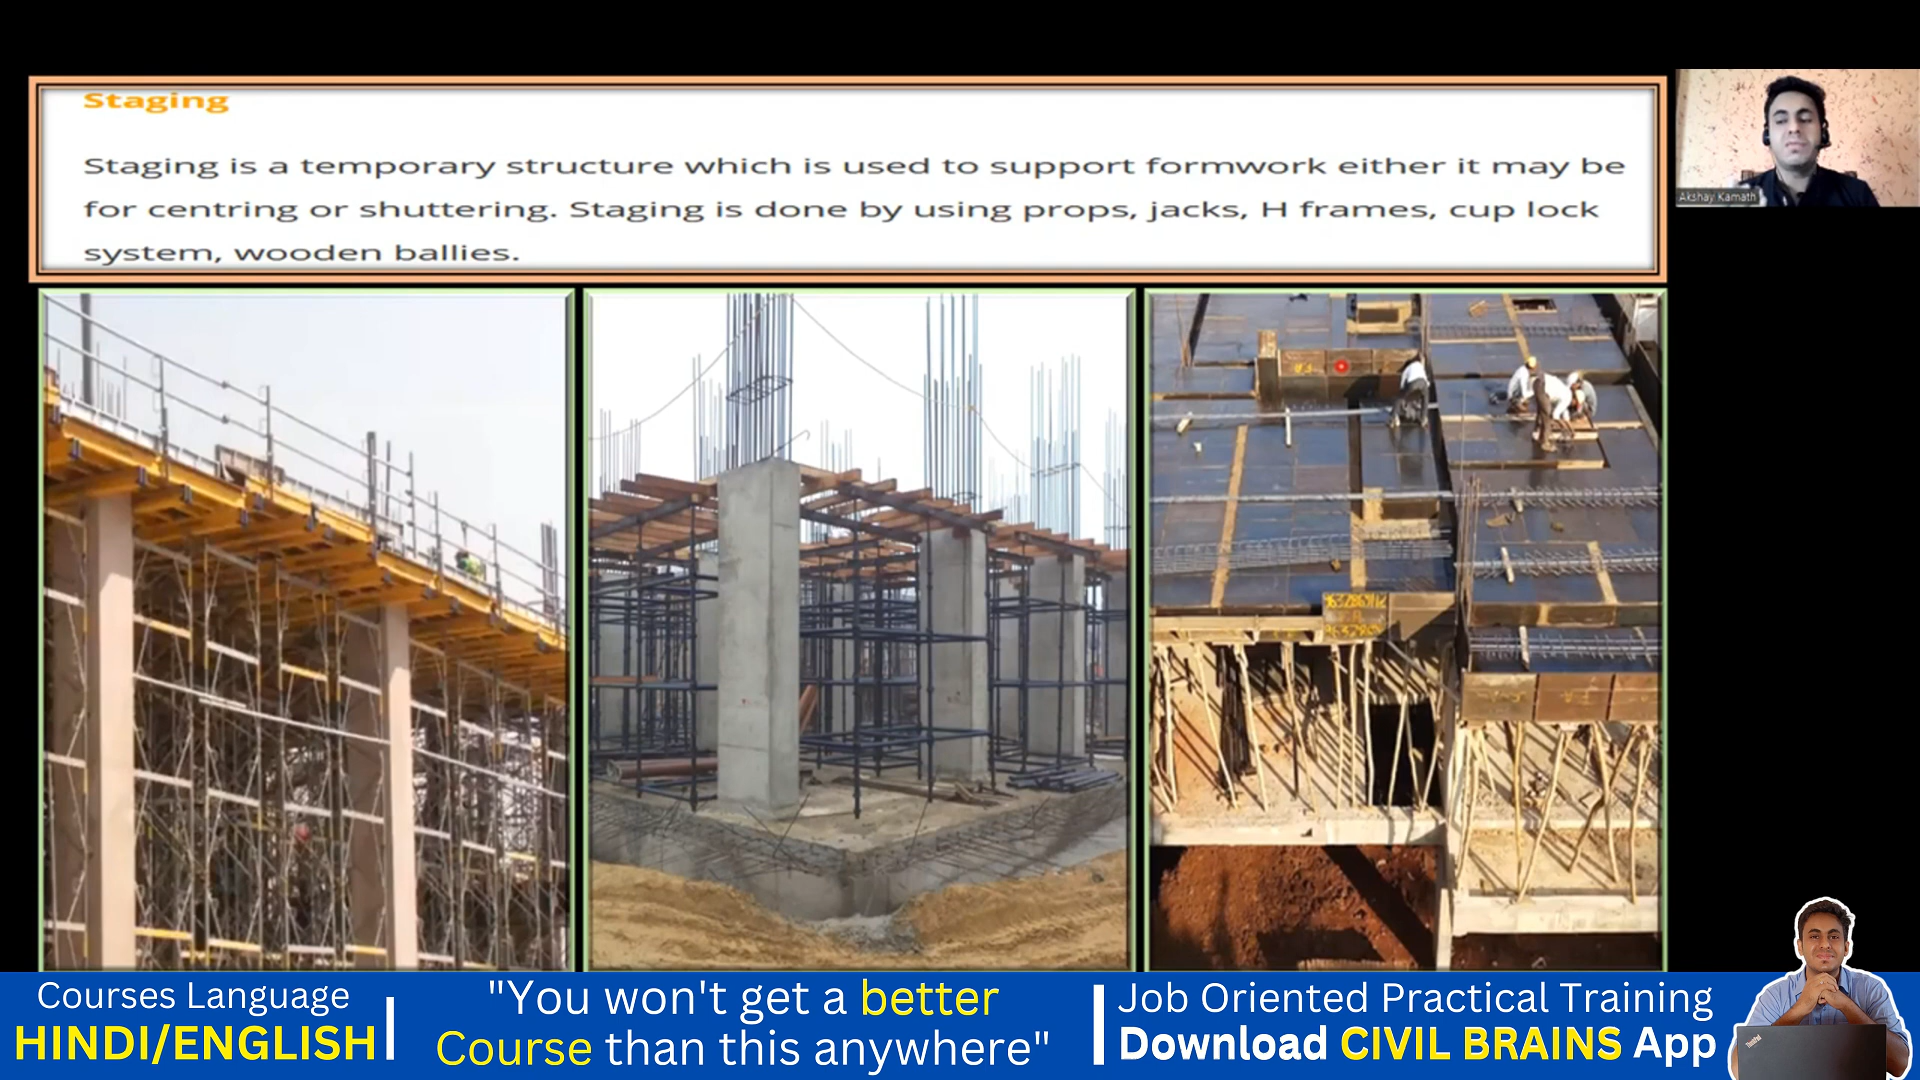 Staging
Staging is a temporary structure which is used to support formwork either it may be
for centring or shuttering. Staging is done by using props, jacks, H frames, cup lock
system, wooden ballies.
Akshay Kamath
Courses Language
HINDI/ENGLISH
"You won't get a better
Course than this anywhere"
Job Oriented Practical Training
Download CIVIL BRAINS App
ThinkPad